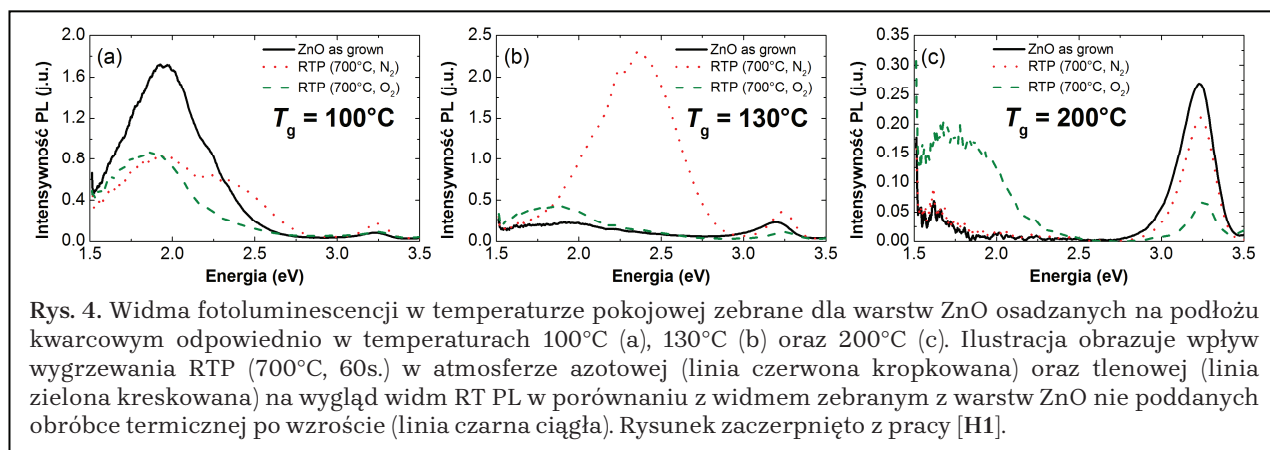 2.0
1.6
1.2
0.8
0.4
0.0
1.5 2.0 2.5 3.0 3.5
Intensywność PL (j.u.)
Energia (eV)
(a)
ZnO as grown
RTP (700°C, N₂)
RTP (700°C, O₂)
T_g = 100°C
2.5
2.0
1.5
1.0
0.5
0.0
1.5 2.0 2.5 3.0 3.5
Intensywność PL (j.u.)
Energia (eV)
(b)
ZnO as grown
RTP (700°C, N₂)
RTP (700°C, O₂)
T_g = 130°C
0.35
0.30
0.25
0.20
0.15
0.10
0.05
0.00
1.5 2.0 2.5 3.0 3.5
Intensywność PL (j.u.)
Energia (eV)
(c)
ZnO as grown
RTP (700°C, N₂)
RTP (700°C, O₂)
T_g = 200°C
Rys. 4. Widma fotoluminescencji w temperaturze pokojowej zebrane dla warstw ZnO osadzanych na podłożu
kwarcowym odpowiednio w temperaturach 100°C (a), 130°C (b) oraz 200°C (c). Ilustracja obrazuje wpływ
wygrzewania RTP (700°C, 60s.) w atmosferze azotowej (linia czerwona kropkowana) oraz tlenowej (linia
zielona kreskowana) na wygląd widm RT PL w porównaniu z widmem zebranym z warstw ZnO nie poddanych
obróbce termicznej po wzroście (linia czarna ciągła). Rysunek zaczerpnięto z pracy [H1].